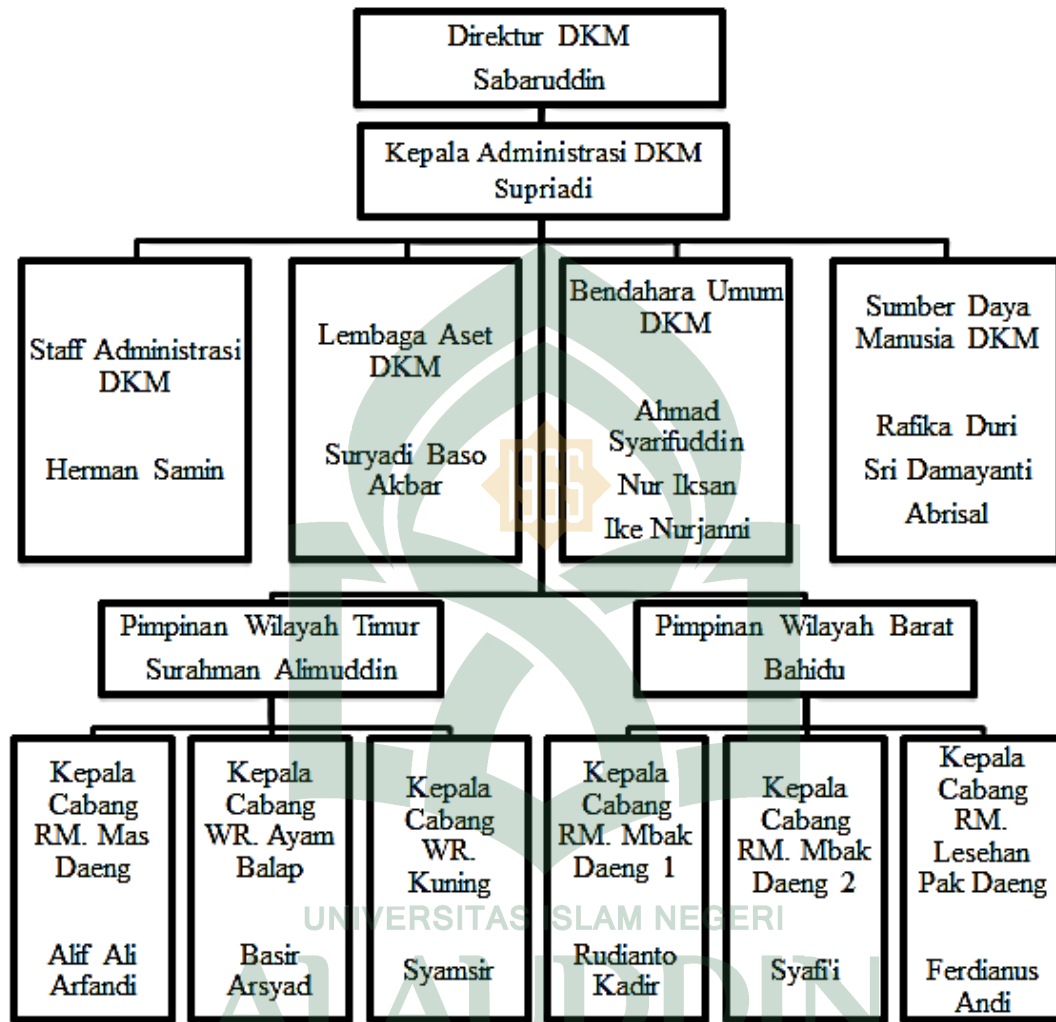 Direktur DKM
Sabaruddin
Kepala Administrasi DKM
Supriadi
Staff Administrasi
DKM
Herman Samin
Lembaga Aset
DKM
Suryadi Baso
Akbar
Bendahara Umum
DKM
Ahmad
Syarifuddin
Nur Iksan
Ike Nurjanni
Sumber Daya
Manusia DKM
Rafika Duri
Sri Damayanti
Abrisal
Pimpinan Wilayah Timur
Surahman Alimuddin
Pimpinan Wilayah Barat
Bahidu
Kepala
Cabang
RM. Mas
Daeng
Alif Ali
Arfandi
Kepala
Cabang
WR. Ayam
Balap
Basir
Arsyad
Kepala
Cabang
WR.
Kuning
Syamsir
Kepala
Cabang
RM. Mbak
Daeng 1
Rudianto
Kadir
Kepala
Cabang
RM. Mbak
Daeng 2
Syafi'i
Kepala
Cabang
RM.
Lesehan
Pak Daeng
Ferdianus
Andi
UNIVERSITAS ISLAM NEGERI
ALAUDDIN